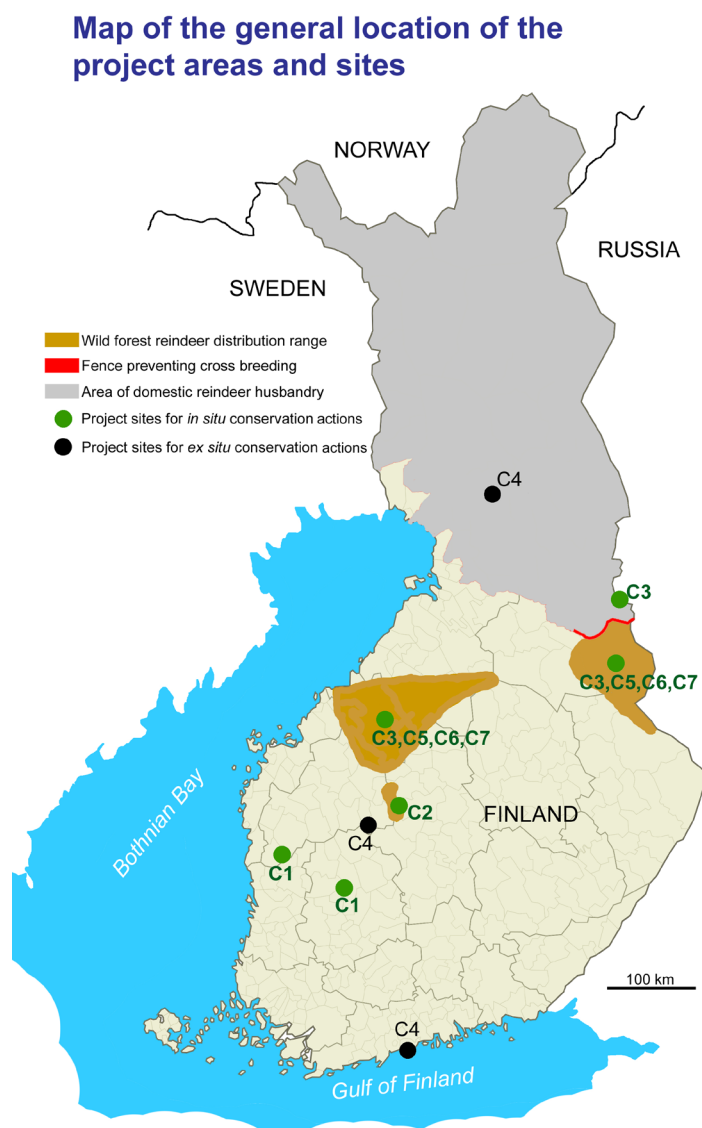 Map of the general location of the
project areas and sites
NORWAY
RUSSIA
SWEDEN
Wild forest reindeer distribution range
Fence preventing cross breeding
Area of domestic reindeer husbandry
Project sites for in situ conservation actions
Project sites for ex situ conservation actions
C4
C3
C3,C5,C6,C7
C3,C5,C6,C7
C2
FINLAND
C4
Bothnian Bay
C1
C1
100 km
C4
Gulf of Finland